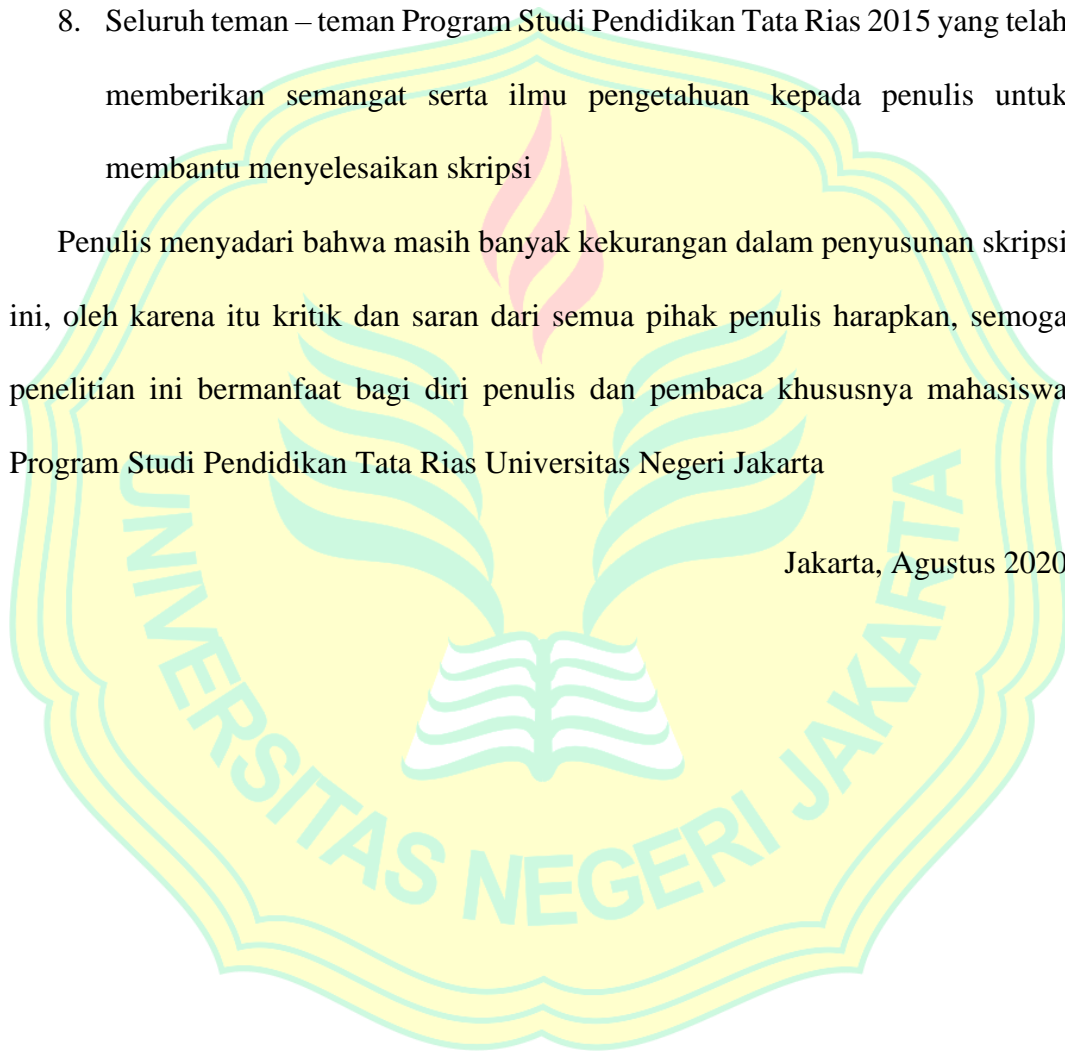 8. Seluruh teman – teman Program Studi Pendidikan Tata Rias 2015 yang telah
memberikan semangat serta ilmu pengetahuan kepada penulis untuk
membantu menyelesaikan skripsi
Penulis menyadari bahwa masih banyak kekurangan dalam penyusunan skripsi
ini, oleh karena itu kritik dan saran dari semua pihak penulis harapkan, semoga
penelitian ini bermanfaat bagi diri penulis dan pembaca khususnya mahasiswa
Program Studi Pendidikan Tata Rias Universitas Negeri Jakarta
Jakarta, Agustus 2020
UNIVERSITAS NEGERI JAKARTA